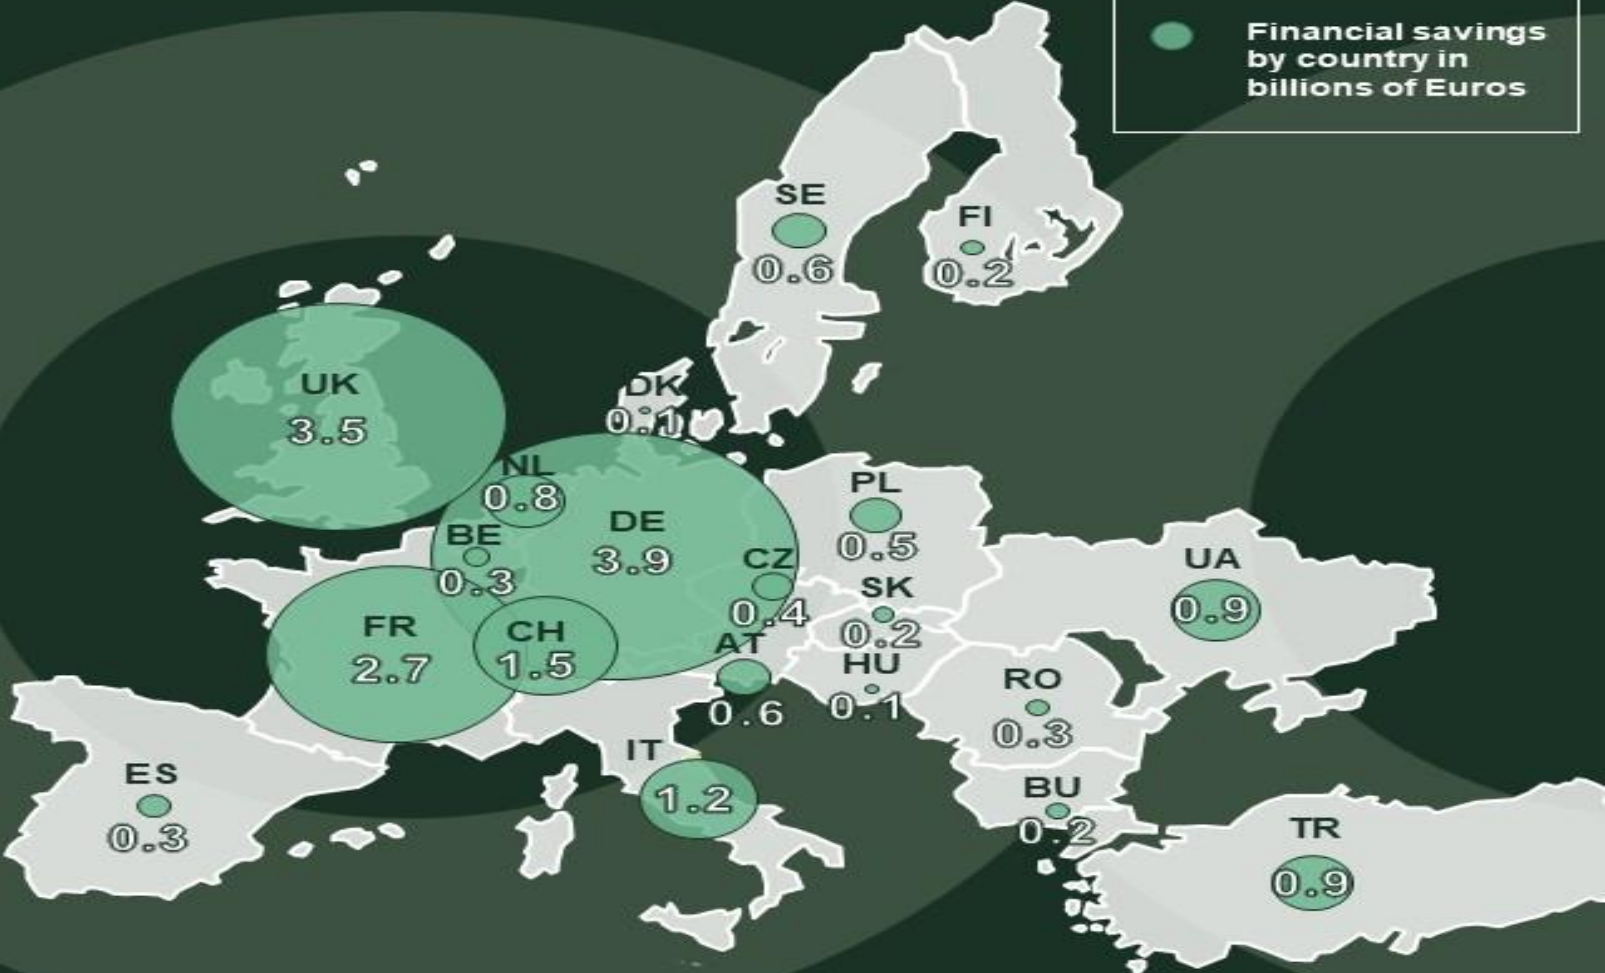 Financial savings
by country in
billions of Euros
SE
0.6
FI
0.2
UK
3.5
DK
0.1
NL
0.8
BE
0.3
DE
3.9
CZ
0.4
PL
0.5
SK
0.2
UA
0.9
FR
2.7
CH
1.5
AT
0.6
HU
0.1
RO
0.3
IT
1.2
ES
0.3
BU
0.2
TR
0.9